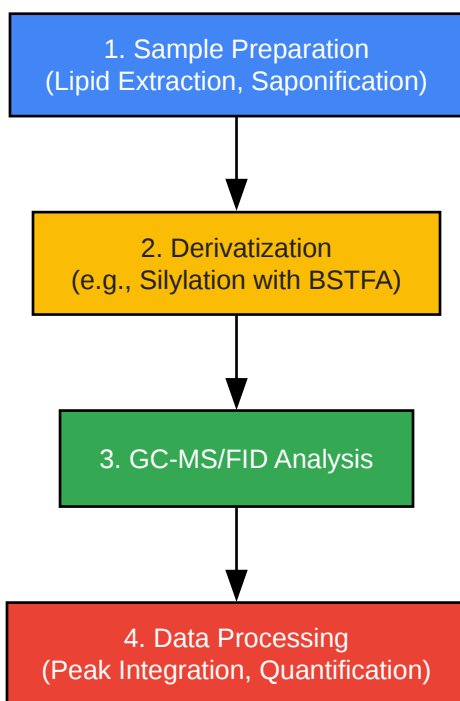 1. Sample Preparation
(Lipid Extraction, Saponification)
2. Derivatization
(e.g., Silylation with BSTFA)
3. GC-MS/FID Analysis
4. Data Processing
(Peak Integration, Quantification)